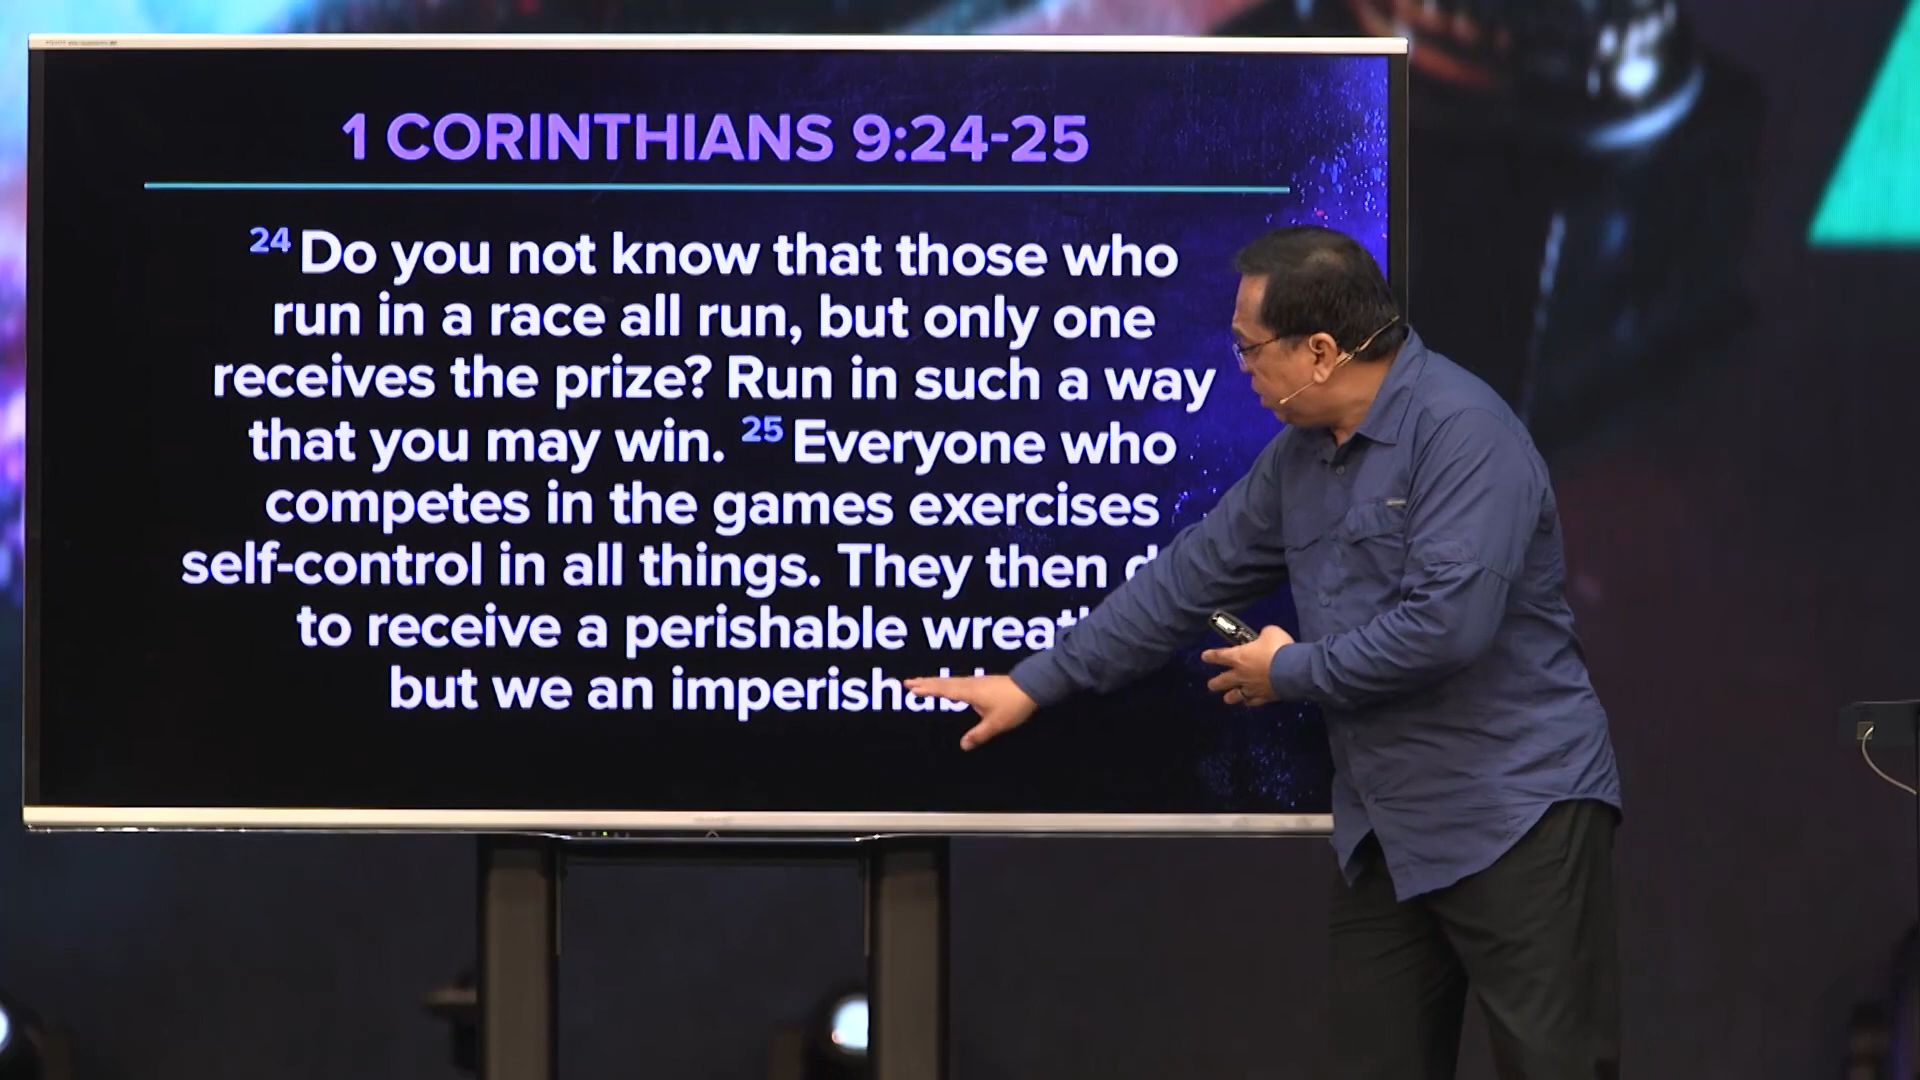 1 CORINTHIANS 9:24-25
24 Do you not know that those who
run in a race all run, but only one
receives the prize? Run in such a way
that you may win. 25 Everyone who
competes in the games exercises
self-control in all things. They then
to receive a perishable
but we an